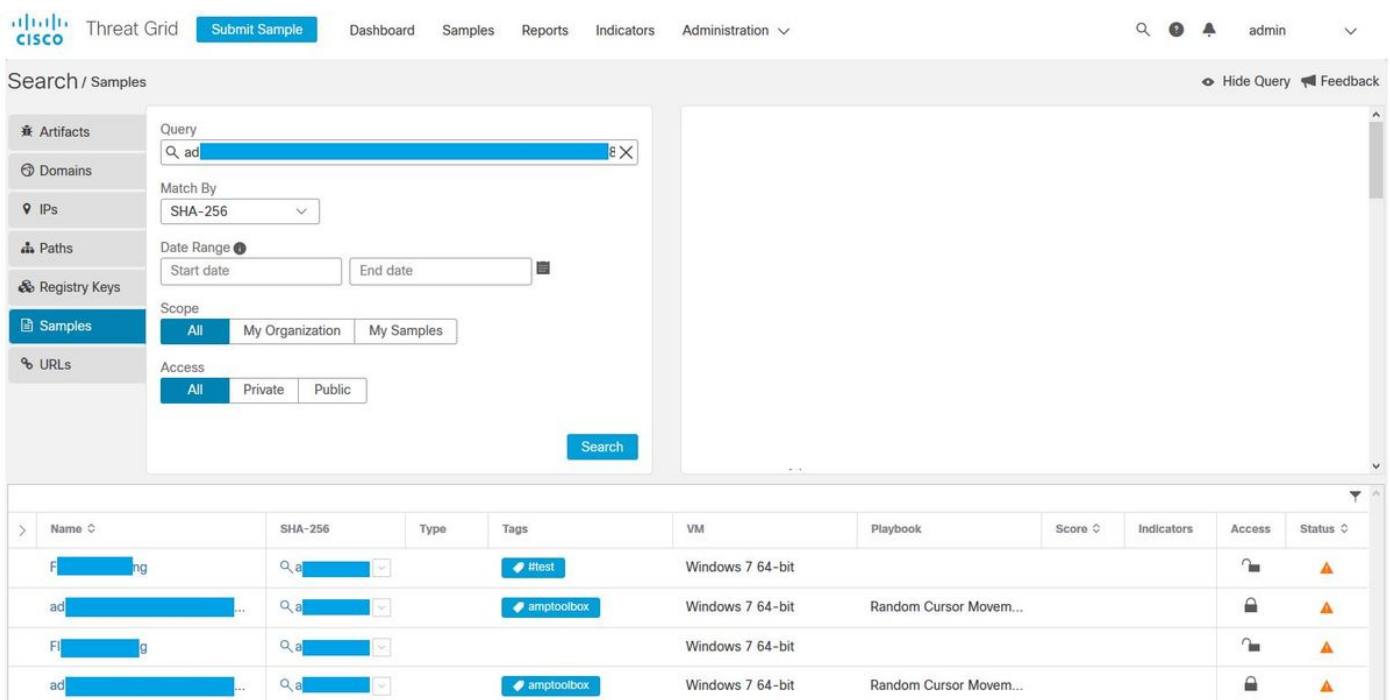 CISCO
Threat Grid
Submit Sample
Dashboard
Samples
Reports
Indicators
Administration
admin
Search / Samples
Hide Query
Feedback
Artifacts
Domains
IPs
Paths
Registry Keys
Samples
URLs
Query
ad 8
Match By
SHA-256
Date Range
Start date
End date
Scope
All
My Organization
My Samples
Access
All
Private
Public
Search
Name SHA-256 Type Tags VM Playbook Score Indicators Access Status
F ng a #test Windows 7 64-bit
ad ... a amptoolbox Windows 7 64-bit Random Cursor Movem...
Fl g a Windows 7 64-bit
ad ... a amptoolbox Windows 7 64-bit Random Cursor Movem...